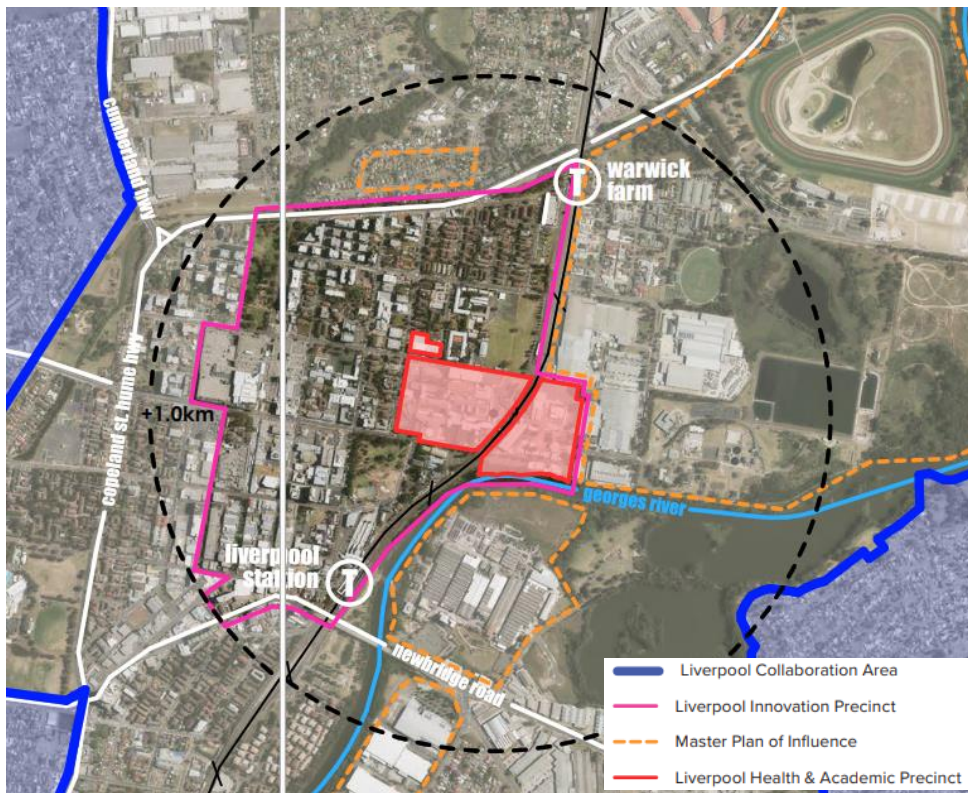 cumberland hwy
T
warwick
farm
+1.0km
copeland st. hume hwy
georges river
liverpool
station
T
newbridge road
Liverpool Collaboration Area
Liverpool Innovation Precinct
Master Plan of Influence
Liverpool Health & Academic Precinct